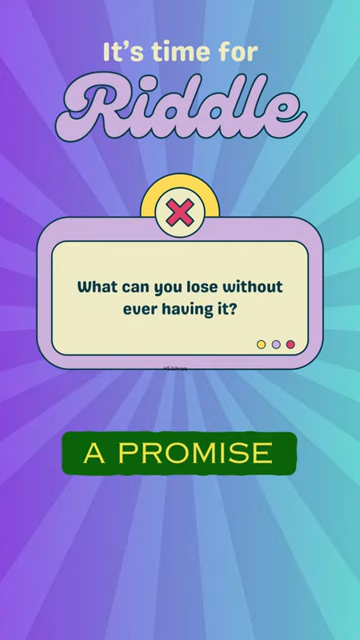 It's time for
Riddle
What can you lose without
ever having it?
A PROMISE